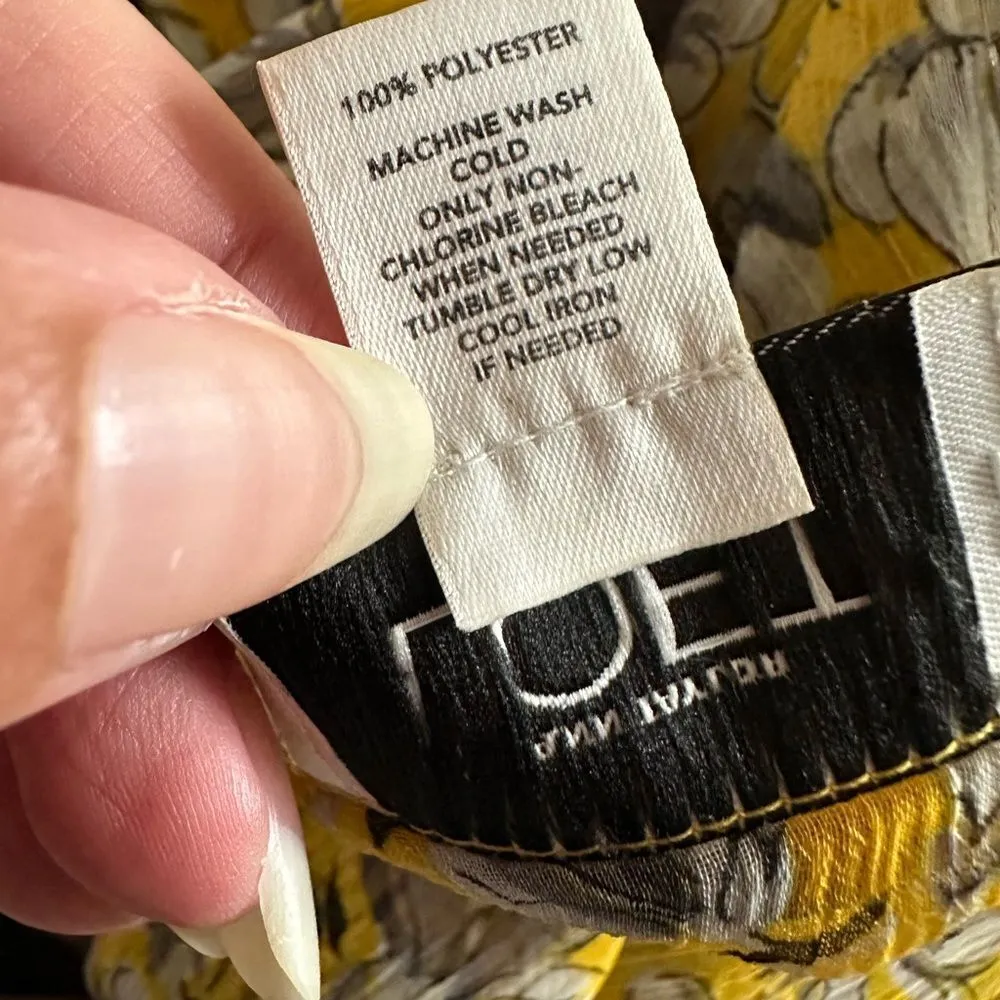 100% POLYESTER
MACHINE WASH
COLD
ONLY NON-
CHLORINE BLEACH
WHEN NEEDED
TUMBLE DRY LOW
COOL IRON
IF NEEDED